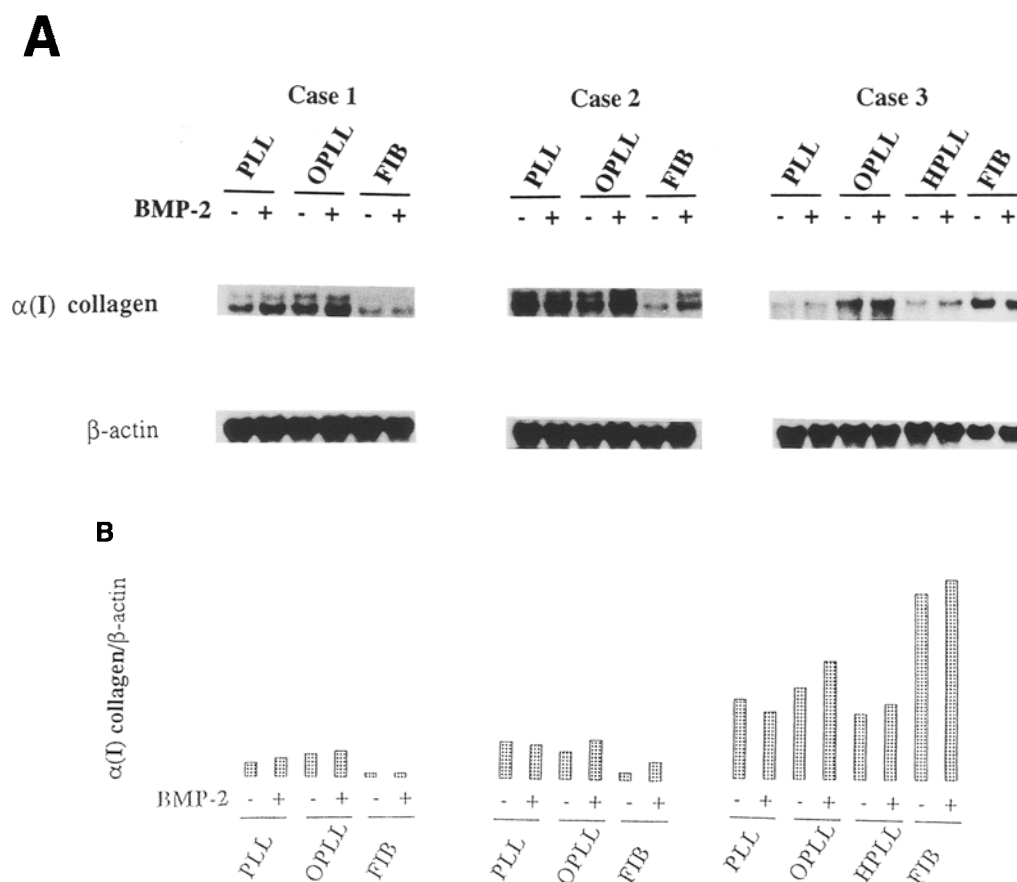 A
Case 1 Case 2 Case 3
PLL OPLL FIB PLL OPLL FIB PLL OPLL HPLL FIB
BMP-2 - + - + - + - + - + - + - + - + - + - +
α(I) collagen
β-actin
B
α(I) collagen/β-actin
BMP-2 - + - + - + - + - + - + - + - + - + - +
PLL OPLL FIB PLL OPLL FIB PLL OPLL HPLL FIB